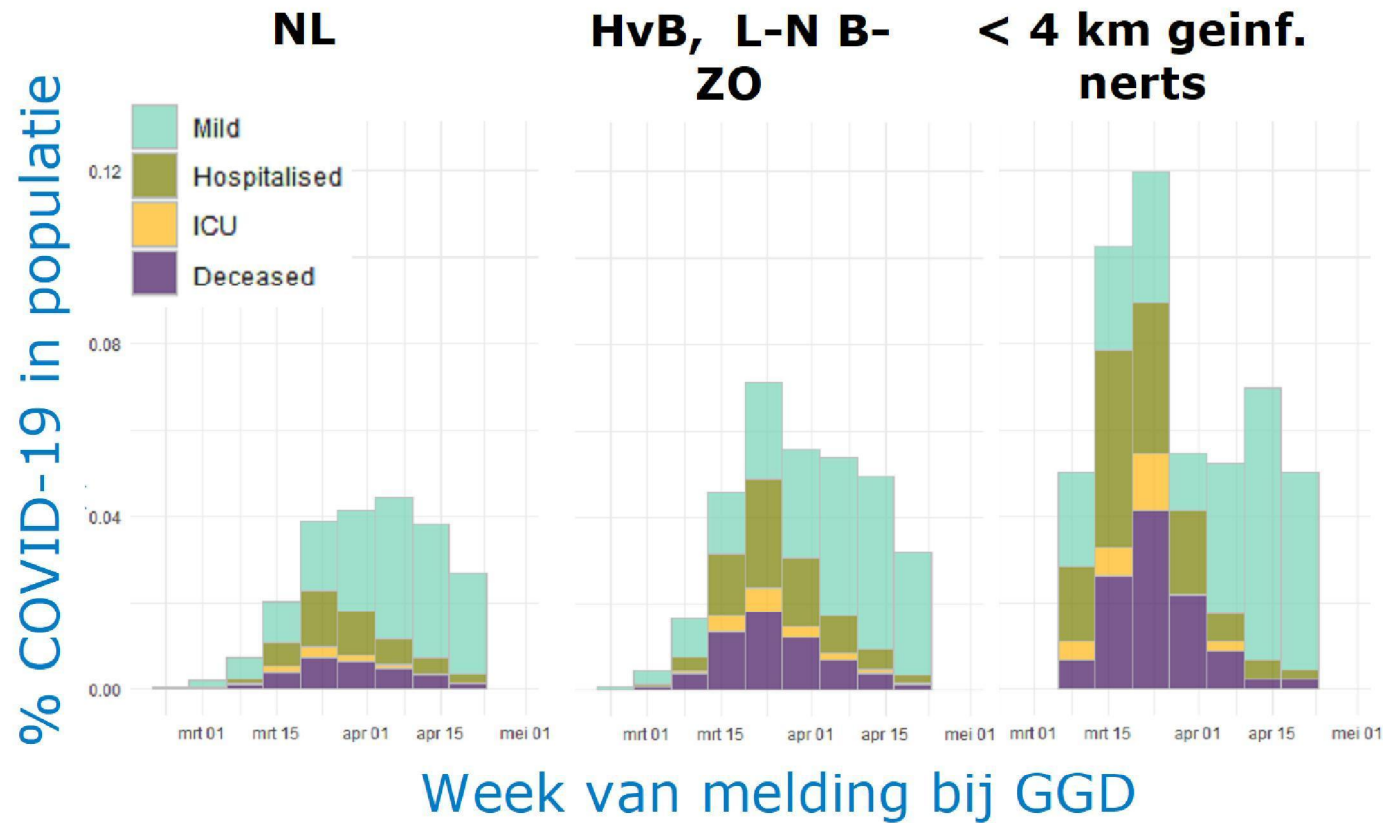 NL
HvB, L-N B-
ZO
< 4 km geinf.
nerts
% COVID-19 in populatie
Mild
Hospitalised
ICU
Deceased
0.12
0.08
0.04
0.00
mrt 01 mrt 15 apr 01 apr 15 mei 01
mrt 01 mrt 15 apr 01 apr 15 mei 01
mrt 01 mrt 15 apr 01 apr 15 mei 01
Week van melding bij GGD